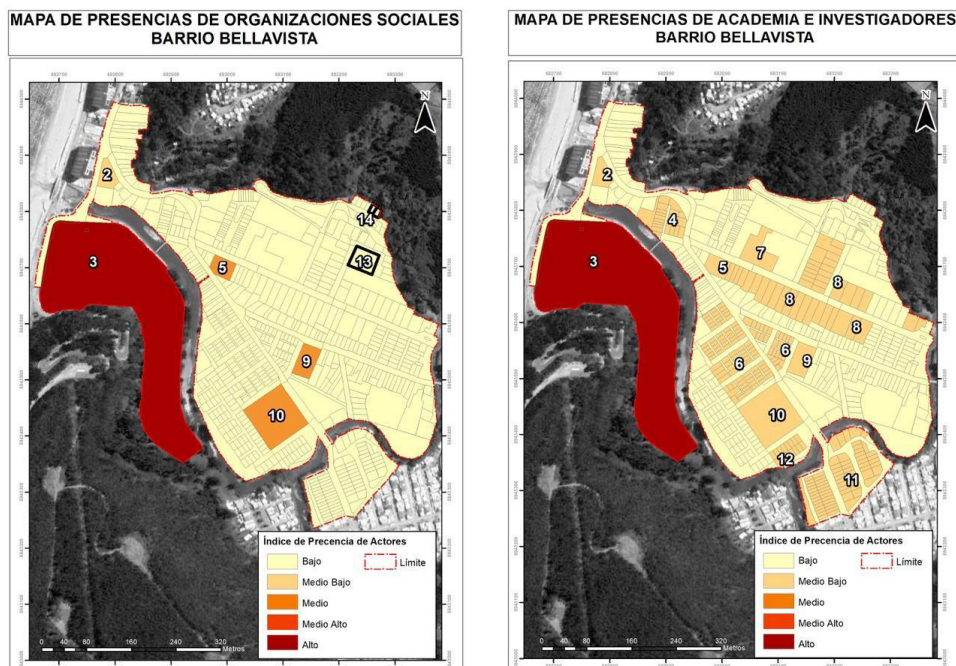 MAPA DE PRESENCIAS DE ORGANIZACIONES SOCIALES
BARRIO BELLAVISTA
N
2
3
14
13
5
9
10
Índice de Precencia de Actores
Bajo
Límite
Medio Bajo
Medio
Medio Alto
Alto
0 40 80 160 240 320
Metros
MAPA DE PRESENCIAS DE ACADEMIA E INVESTIGADORES
BARRIO BELLAVISTA
N
2
4
3
7
5
8
8
8
6
6
9
10
12
11
Índice de Precencia de Actores
Bajo
Límite
Medio Bajo
Medio
Medio Alto
Alto
0 40 80 160 240 320
Metros